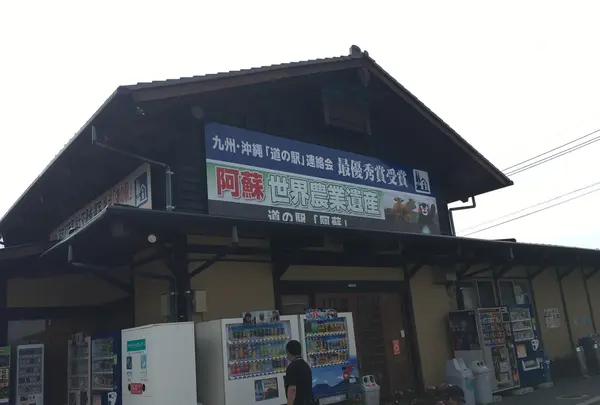 九州・沖縄「道の駅」連絡会 最優秀賞受賞
阿蘇 世界農業遺産
道の駅「阿蘇」